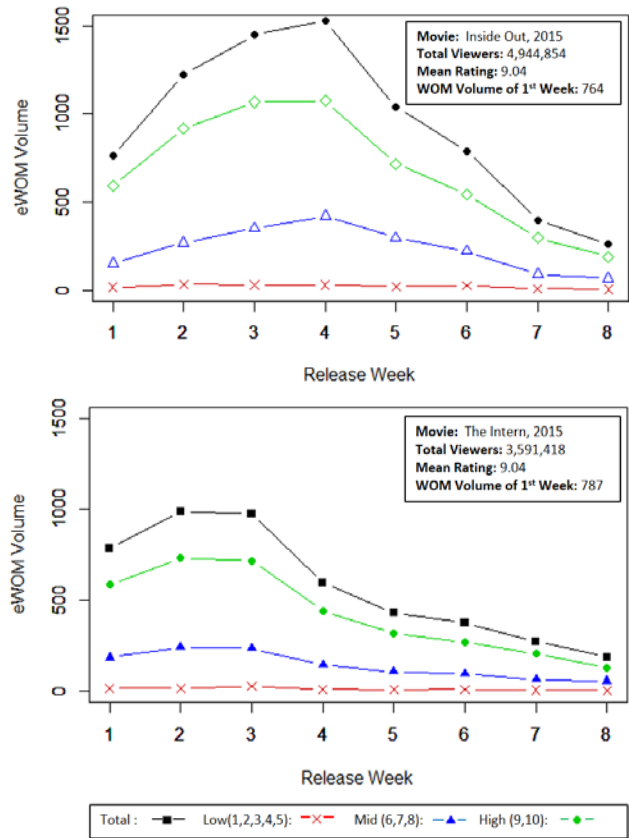 1500
1000
500
0
eWOM Volume
Movie: Inside Out, 2015
Total Viewers: 4,944,854
Mean Rating: 9.04
WOM Volume of 1st Week: 764
1 2 3 4 5 6 7 8
Release Week
1500
1000
500
0
eWOM Volume
Movie: The Intern, 2015
Total Viewers: 3,591,418
Mean Rating: 9.04
WOM Volume of 1st Week: 787
1 2 3 4 5 6 7 8
Release Week
Total : Low(1,2,3,4,5): Mid (6,7,8): High (9,10):